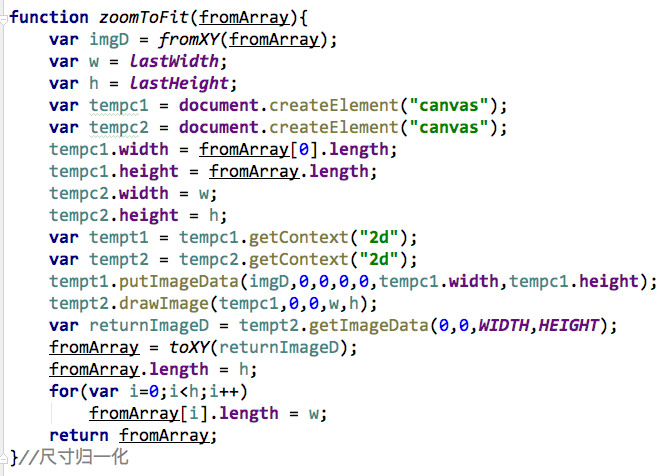 function zoomToFit(fromArray){
    var imgD = fromXY(fromArray);
    var w = lastWidth;
    var h = lastHeight;
    var tempc1 = document.createElement("canvas");
    var tempc2 = document.createElement("canvas");
    tempc1.width = fromArray[0].length;
    tempc1.height = fromArray.length;
    tempc2.width = w;
    tempc2.height = h;
    var tempt1 = tempc1.getContext("2d");
    var tempt2 = tempc2.getContext("2d");
    tempt1.putImageData(imgD,0,0,0,0,tempc1.width,tempc1.height);
    tempt2.drawImage(tempc1,0,0,w,h);
    var returnImageD = tempt2.getImageData(0,0,WIDTH,HEIGHT);
    fromArray = toXY(returnImageD);
    fromArray.length = h;
    for(var i=0;i<h;i++)
        fromArray[i].length = w;
    return fromArray;
}//尺寸归一化